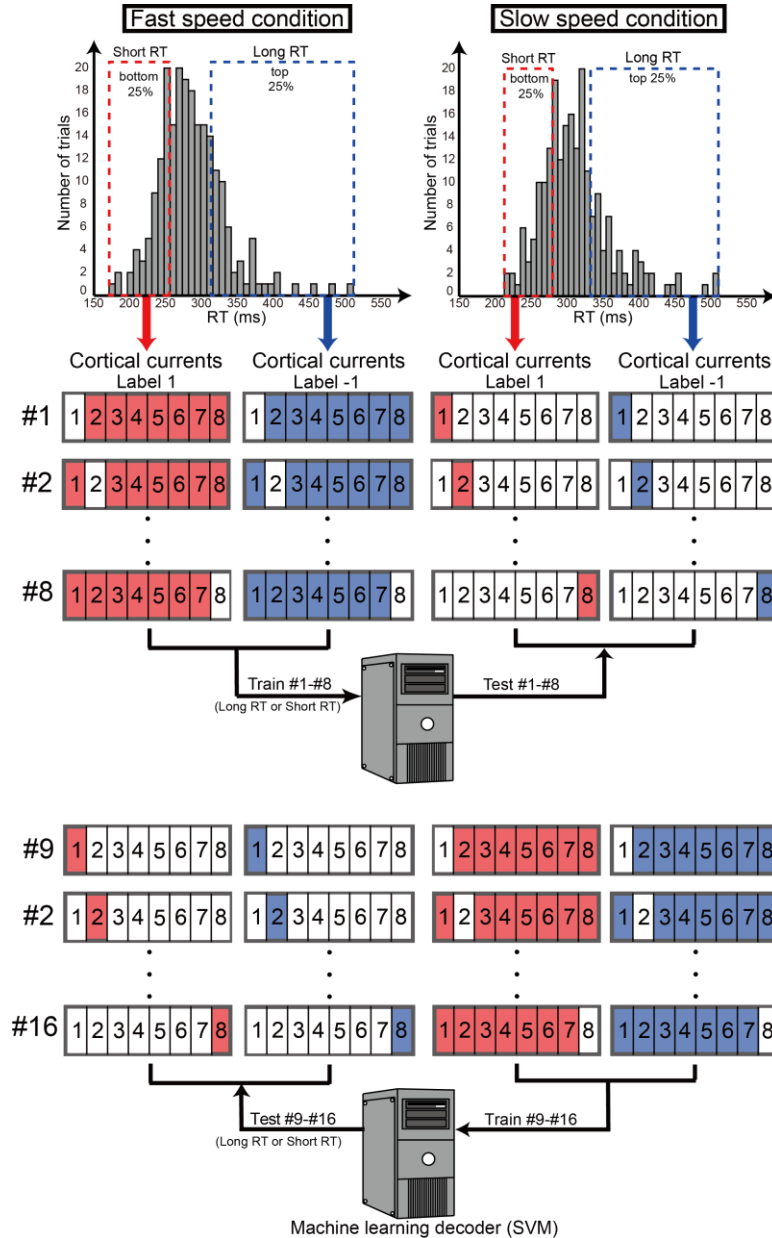 Fast speed condition
Slow speed condition
Short RT
Long RT
bottom
25%
top
25%
Number of trials
20
18
16
14
12
10
8
6
4
2
0
150
200
250
300
350
400
450
500
550
RT (ms)
Short RT
Long RT
bottom
25%
top 25%
Number of trials
20
18
16
14
12
10
8
6
4
2
0
150
200
250
300
350
400
450
500
550
RT (ms)
Cortical currents
Label 1
Cortical currents
Label -1
Cortical currents
Label 1
Cortical currents
Label -1
#1
1 2 3 4 5 6 7 8
1 2 3 4 5 6 7 8
1 2 3 4 5 6 7 8
1 2 3 4 5 6 7 8
#2
1 2 3 4 5 6 7 8
1 2 3 4 5 6 7 8
1 2 3 4 5 6 7 8
1 2 3 4 5 6 7 8
#8
1 2 3 4 5 6 7 8
1 2 3 4 5 6 7 8
1 2 3 4 5 6 7 8
1 2 3 4 5 6 7 8
Train #1-#8
(Long RT or Short RT)
Test #1-#8
#9
1 2 3 4 5 6 7 8
1 2 3 4 5 6 7 8
1 2 3 4 5 6 7 8
1 2 3 4 5 6 7 8
#2
1 2 3 4 5 6 7 8
1 2 3 4 5 6 7 8
1 2 3 4 5 6 7 8
1 2 3 4 5 6 7 8
#16
1 2 3 4 5 6 7 8
1 2 3 4 5 6 7 8
1 2 3 4 5 6 7 8
1 2 3 4 5 6 7 8
Test #9-#16
(Long RT or Short RT)
Train #9-#16
Machine learning decoder (SVM)